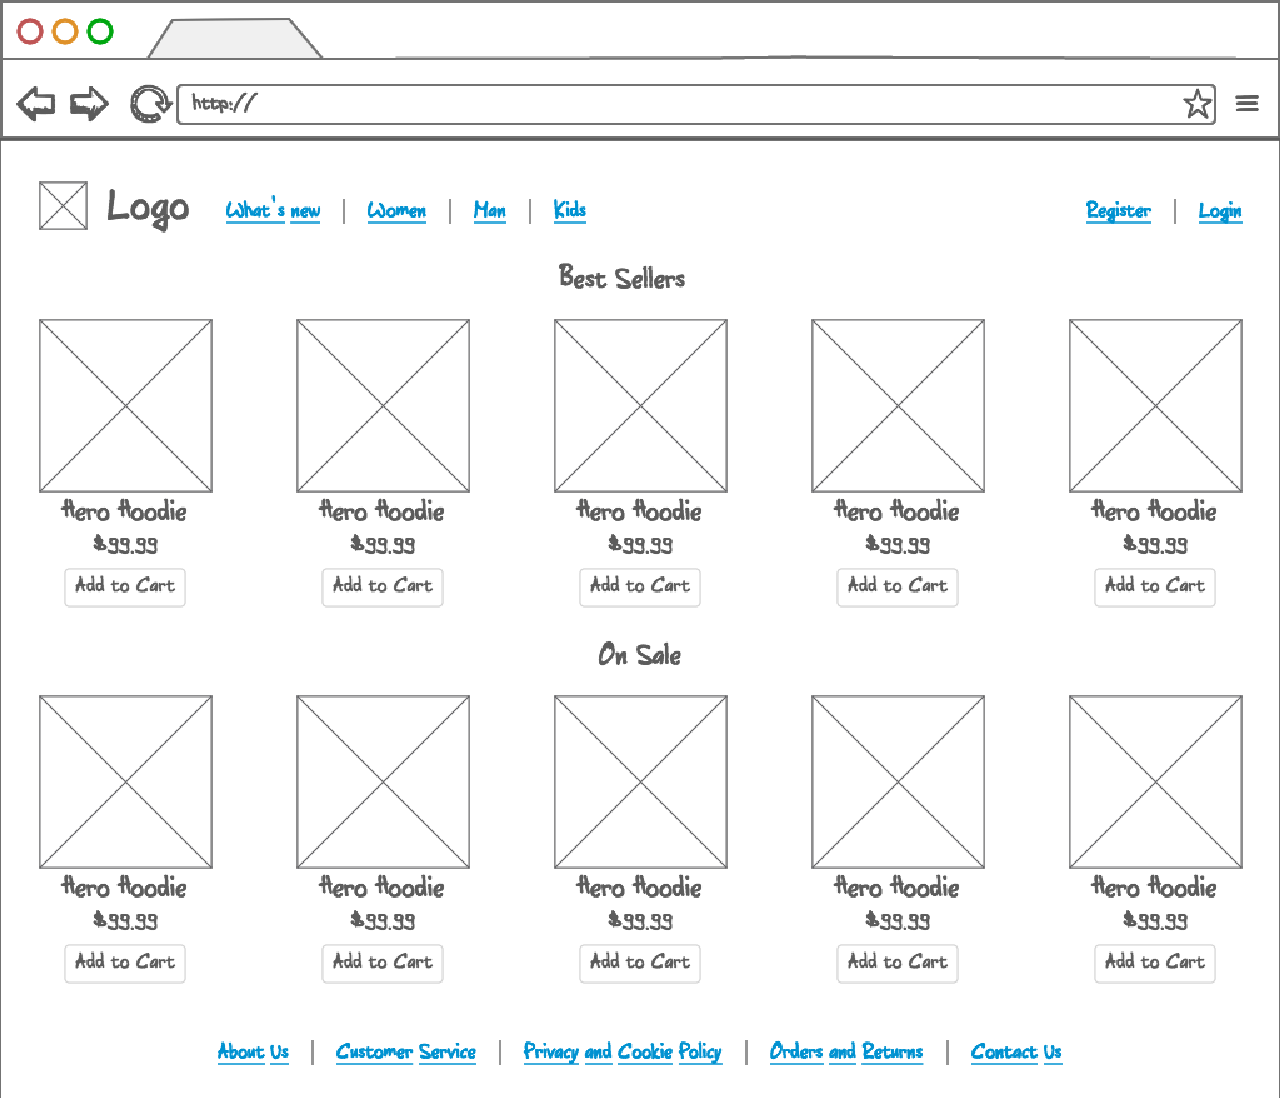 http://
Logo What's new Women Man Kids Register Login
Best Sellers
Hero Hoodie Hero Hoodie Hero Hoodie Hero Hoodie Hero Hoodie
$99.99 $99.99 $99.99 $99.99 $99.99
Add to Cart Add to Cart Add to Cart Add to Cart Add to Cart
On Sale
Hero Hoodie Hero Hoodie Hero Hoodie Hero Hoodie Hero Hoodie
$99.99 $99.99 $99.99 $99.99 $99.99
Add to Cart Add to Cart Add to Cart Add to Cart Add to Cart
About Us Customer Service Privacy and Cookie Policy Orders and Returns Contact Us